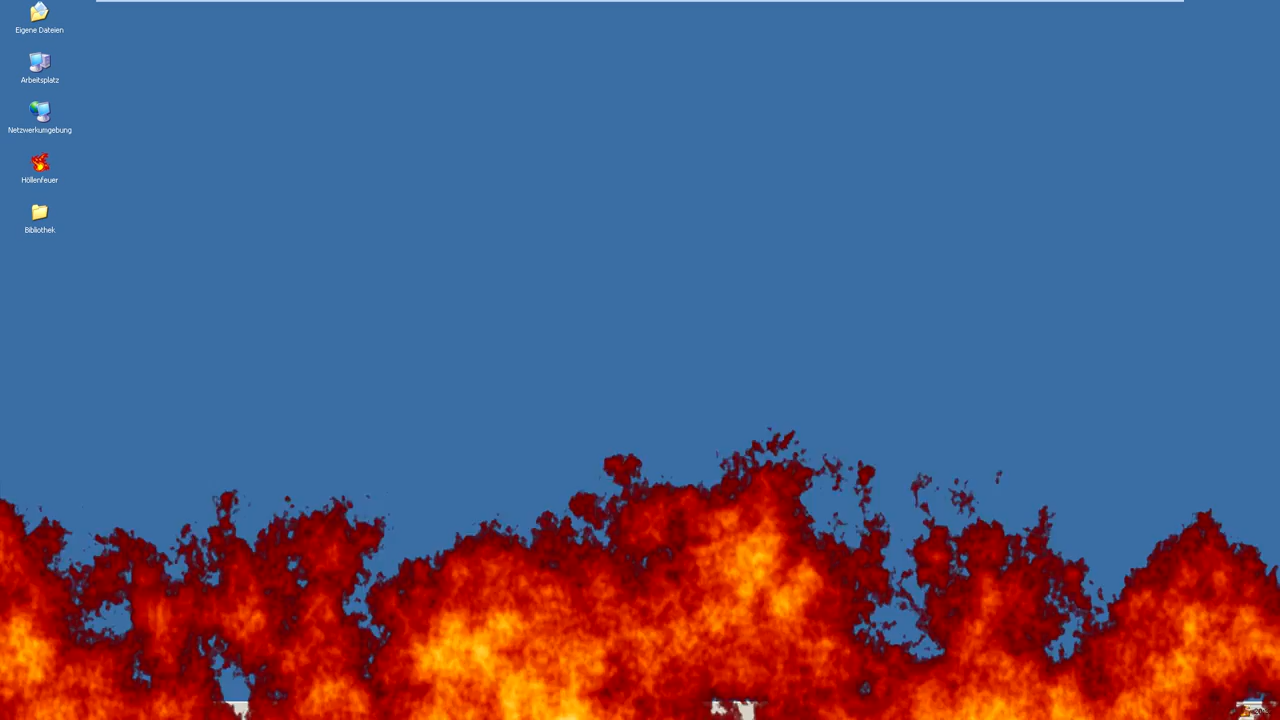 Eigene Dateien
Arbeitsplatz
Netzwerkumgebung
Höllenfeuer
Bibliothek